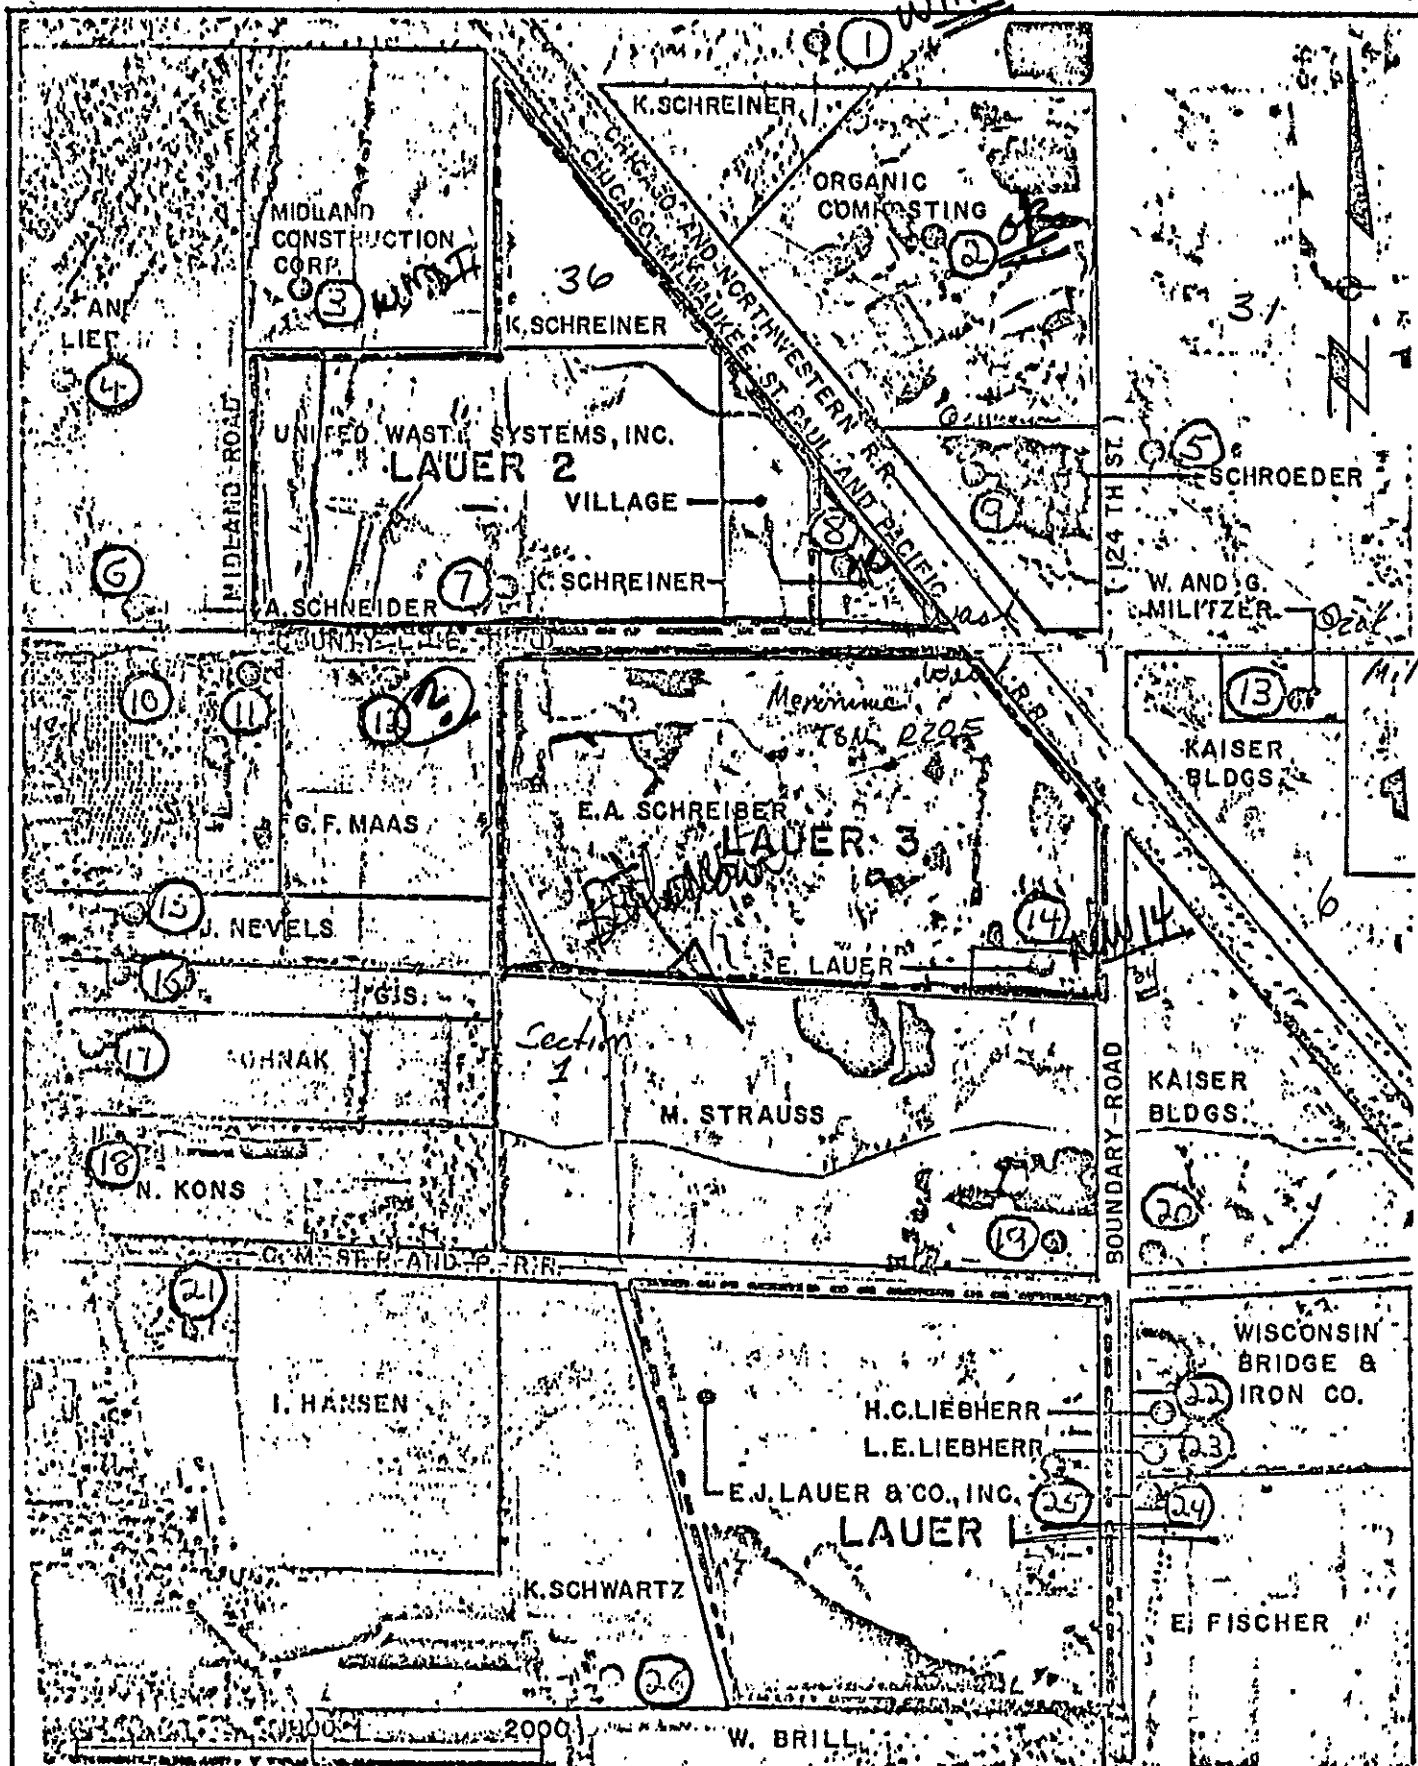 1
K. SCHREINER
ORGANIC
COMPOSTING
2
MIDLAND
CONSTRUCTION
CORP.
3
36
K. SCHREINER
CHICAGO AND NORTHWESTERN R.R.
CHICAGO-MILWAUKEE ST. PAUL AND PACIFIC
31
4
MIDLAND ROAD
UNITED WASTE SYSTEMS, INC.
LAUER 2
VILLAGE
(124 TH ST.)
5
SCHROEDER
9
8
6
7
K. SCHREINER
A. SCHNEIDER
W. AND G.
MILITZER
COUNTY LINE
R.R.
10
11
12
13
KAISER
BLDGS.
T8N
G. F. MAAS
E.A. SCHREIBER
LAUER 3
6
15
J. NEVELS
14
E. LAUER
16
G.S.
17
OHNAK
Section
1
M. STRAUSS
BOUNDARY ROAD
KAISER
BLDGS.
18
N. KONS
19
20
C. M. ST. P. AND P. R.R.
21
I. HANSEN
WISCONSIN
BRIDGE &
IRON CO.
H.C. LIEBHERR
22
L.E. LIEBHERR
23
E.J. LAUER & CO., INC.
25
24
LAUER 1
K. SCHWARTZ
E. FISCHER
26
2000
W. BRILL